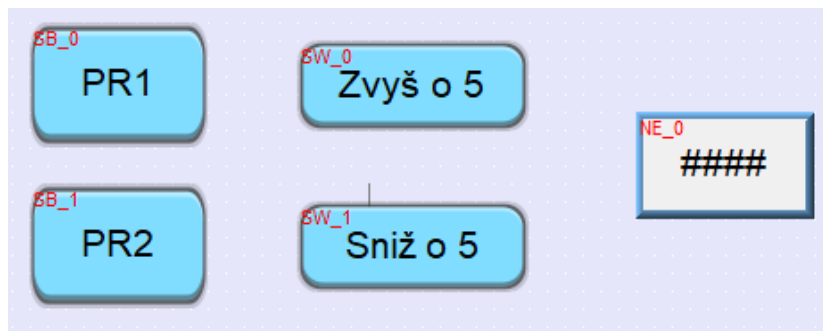 SB_0
PR1
SW_0
Zvyš o 5
NE_0
####
SB_1
PR2
SW_1
Sniž o 5